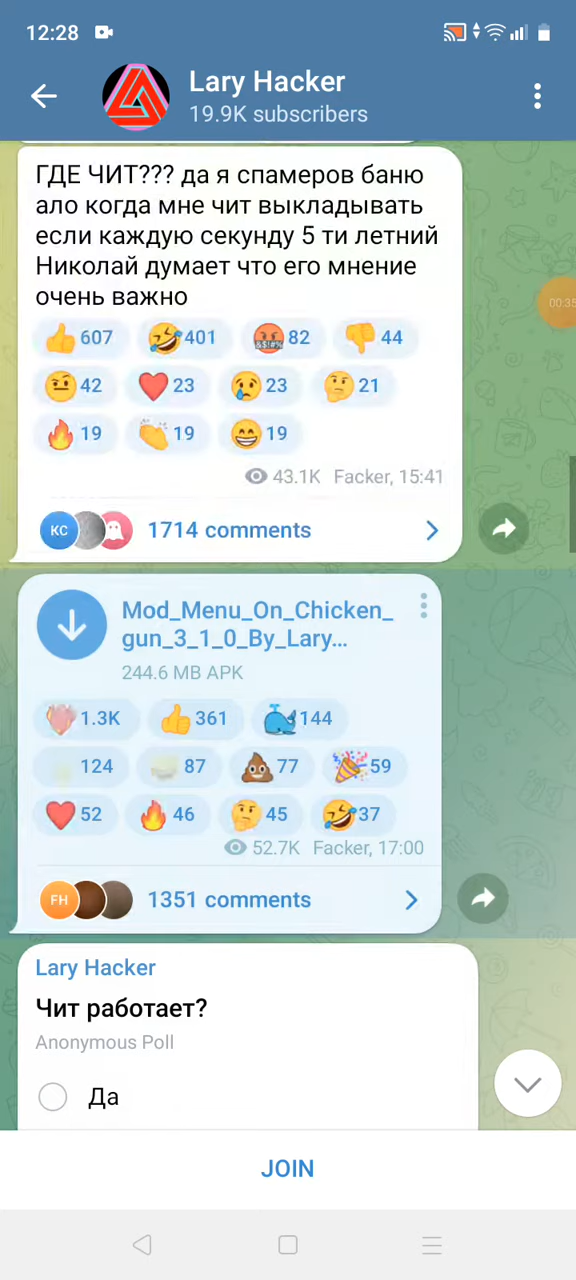 12:28
Lary Hacker
19.9K subscribers
ГДЕ ЧИТ??? да я спамеров баню
ало когда мне чит выкладывать
если каждую секунду 5 ти летний
Николай думает что его мнение
очень важно
607 401 82 44
42 23 23 21
19 19 19
43.1K Facker, 15:41
KC 1714 comments
00:35
Mod_Menu_On_Chicken_
gun_3_1_0_By_Lary...
244.6 MB APK
1.3K 361 144
124 87 77 59
52 46 45 37
52.7K Facker, 17:00
FH 1351 comments
Lary Hacker
Чит работает?
Anonymous Poll
Да
JOIN